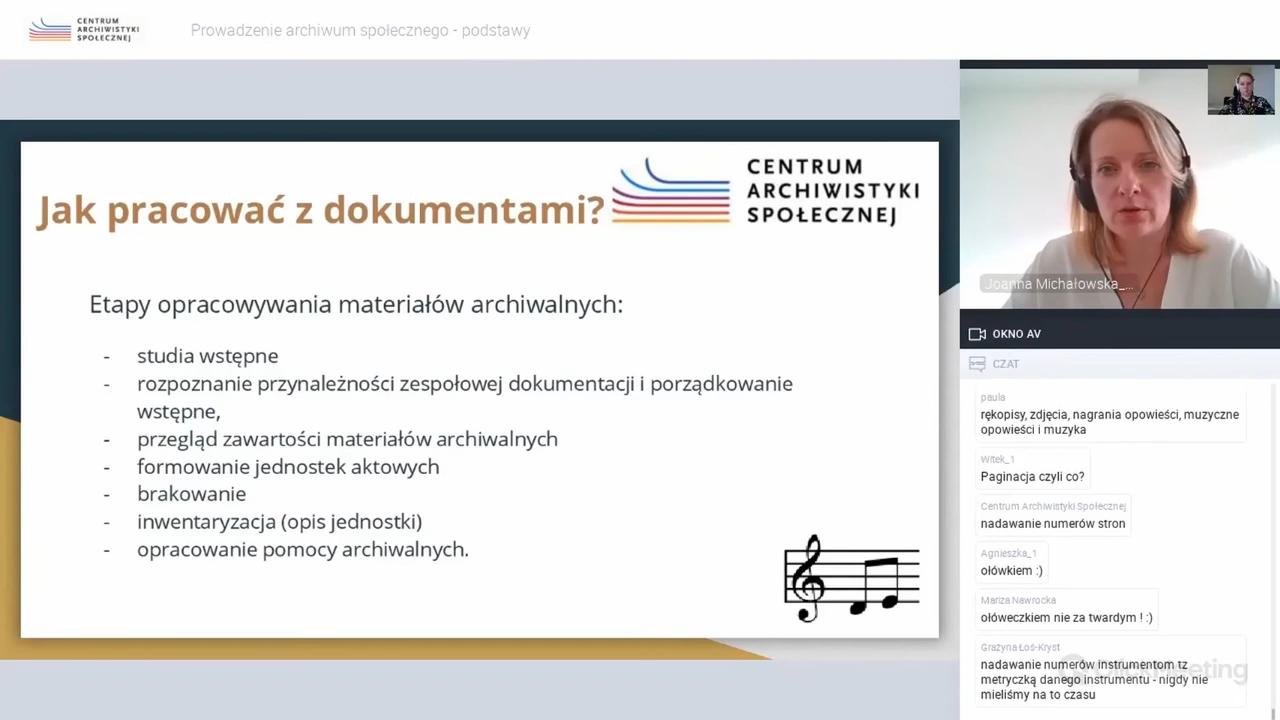 CENTRUM
ARCHIWISTYKI
SPOŁECZNEJ
Prowadzenie archiwum społecznego - podstawy
Jak pracować z dokumentami?
CENTRUM
ARCHIWISTYKI
SPOŁECZNEJ
Etapy opracowywania materiałów archiwalnych:
- studia wstępne
- rozpoznanie przynależności zespołowej dokumentacji i porządkowanie
wstępne,
- przegląd zawartości materiałów archiwalnych
- formowanie jednostek aktowych
- brakowanie
- inwentaryzacja (opis jednostki)
- opracowanie pomocy archiwalnych.
Joanna Michałowska_...
OKNO AV
CZAT
paula
rękopisy, zdjęcia, nagrania opowieści, muzyczne
opowieści i muzyka
Witek_1
Paginacja czyli co?
Centrum Archiwistyki Społecznej
nadawanie numerów stron
Agnieszka_1
ołówkiem :)
Mariza Nawrocka
ołóweczkiem nie za twardym ! :)
Grażyna Łoś-Kryst
nadawanie numerów instrumentom tz
metryczką danego instrumentu - nigdy nie
mieliśmy na to czasu
ClickMeeting